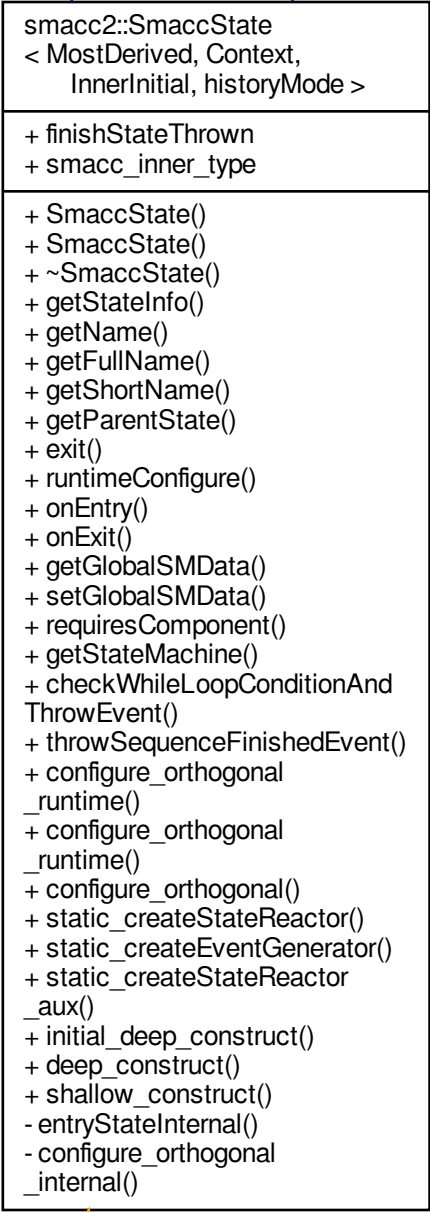 smacc2::SmaccState
< MostDerived, Context,
InnerInitial, historyMode >
+ finishStateThrown
+ smacc_inner_type
+ SmaccState()
+ SmaccState()
+ ~SmaccState()
+ getStateInfo()
+ getName()
+ getFullName()
+ getShortName()
+ getParentState()
+ exit()
+ runtimeConfigure()
+ onEntry()
+ onExit()
+ getGlobalSMData()
+ setGlobalSMData()
+ requiresComponent()
+ getStateMachine()
+ checkWhileLoopConditionAnd
ThrowEvent()
+ throwSequenceFinishedEvent()
+ configure_orthogonal
_runtime()
+ configure_orthogonal
_runtime()
+ configure_orthogonal()
+ static_createStateReactor()
+ static_createEventGenerator()
+ static_createStateReactor
_aux()
+ initial_deep_construct()
+ deep_construct()
+ shallow_construct()
- entryStateInternal()
- configure_orthogonal
_internal()